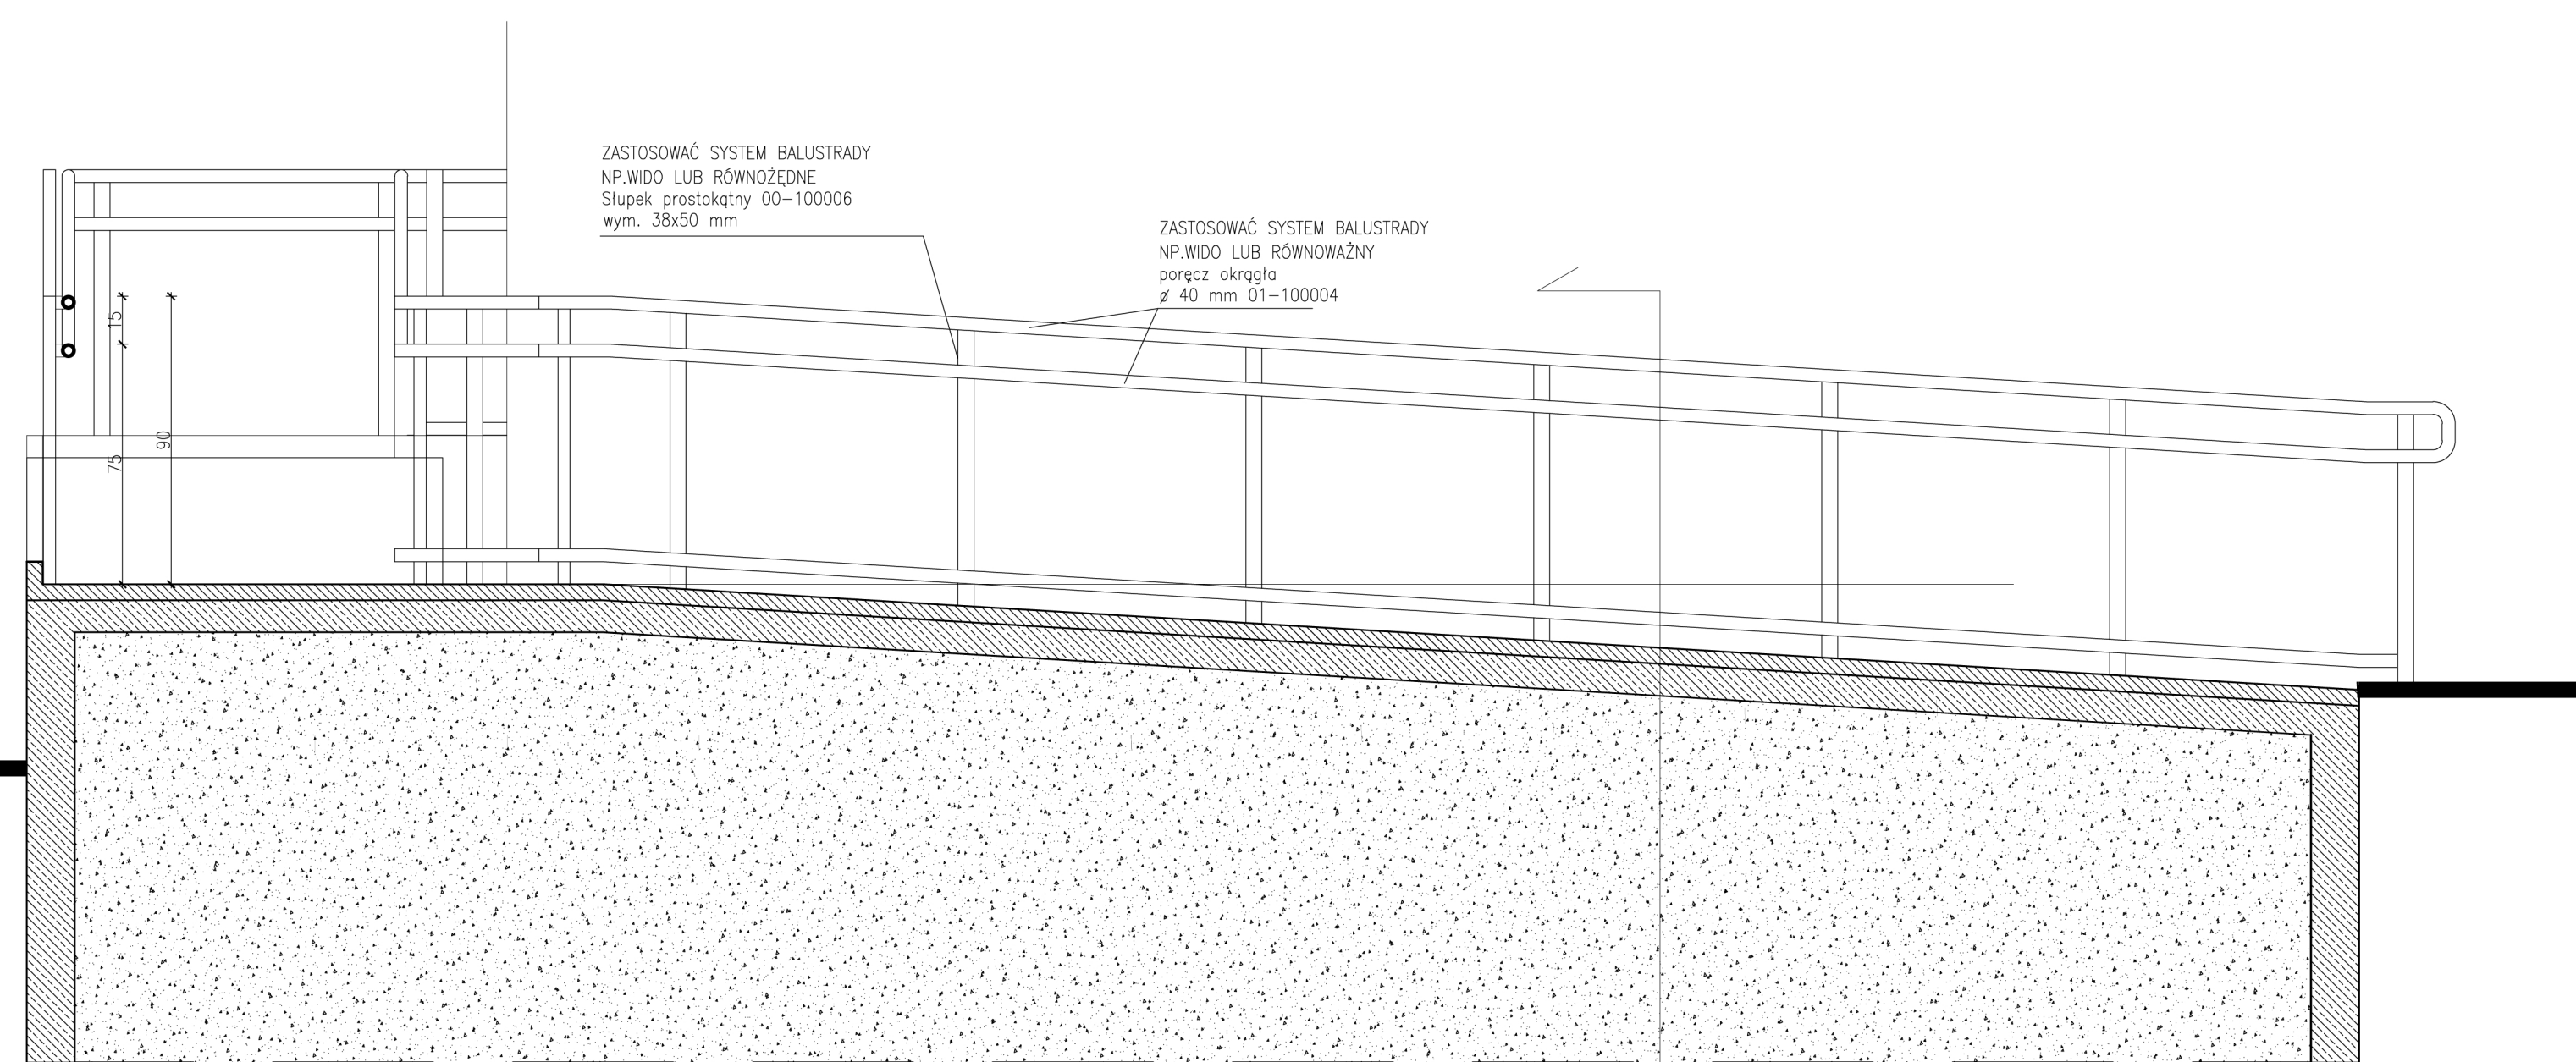 ZASTOSOWAĆ SYSTEM BALUSTRADY
NP.WIDO LUB RÓWNOŻĘDNE
Słupek prostokątny 00-100006
wym. 38x50 mm
ZASTOSOWAĆ SYSTEM BALUSTRADY
NP.WIDO LUB RÓWNOWAŻNY
poręcz okrągła
ø 40 mm 01-100004
15
75
90